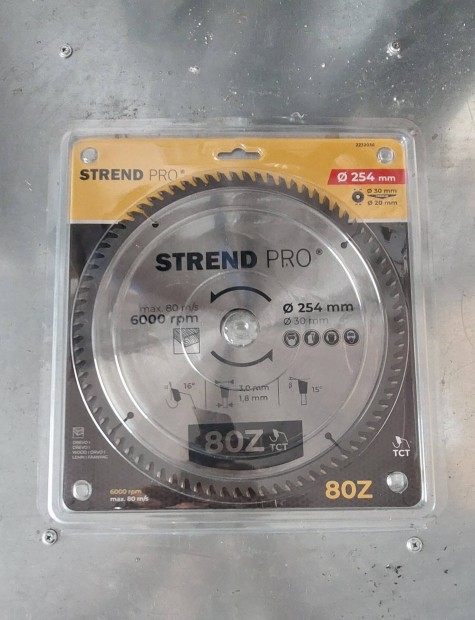 2213336
STREND PRO®
Ø 254 mm
Ø 30 mm
Ø 20 mm
STREND PRO®
max. 80 m/s
6000 rpm
Ø 254 mm
Ø 30 mm
16°
3,0 mm
1,8 mm
15°
80Z
TCT
TCT
6000 rpm
max. 80 m/s
80Z